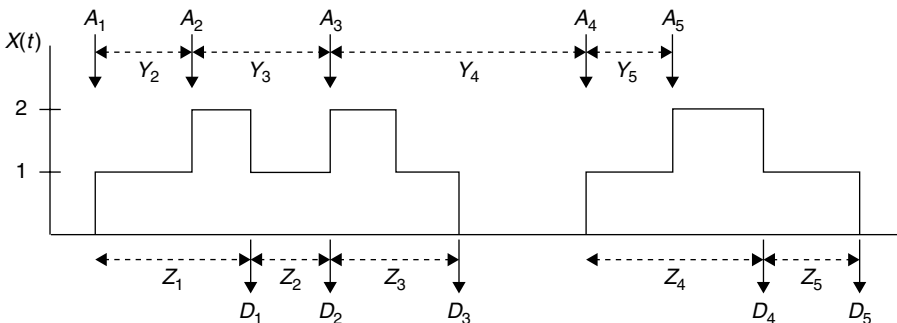 A1 A2 A3 A4 A5
X(t)
Y2 Y3 Y4 Y5
2
1
Z1 Z2 Z3 Z4 Z5
D1 D2 D3 D4 D5